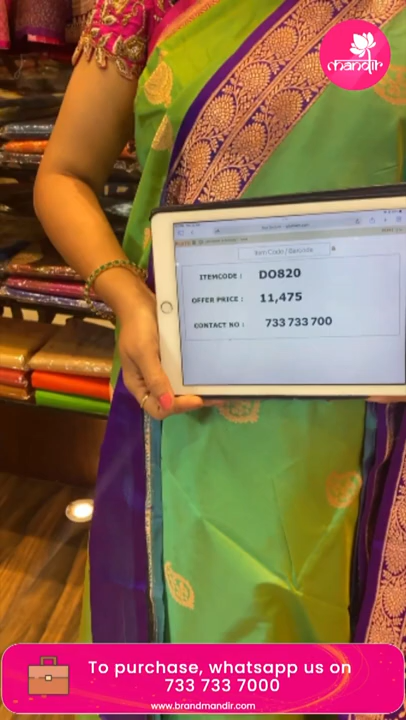 mandir
Item Code / Barcode
ITEMCODE : DO820
OFFER PRICE : 11,475
CONTACT NO : 733 733 700
To purchase, whatsapp us on
733 733 7000
www.brandmandir.com